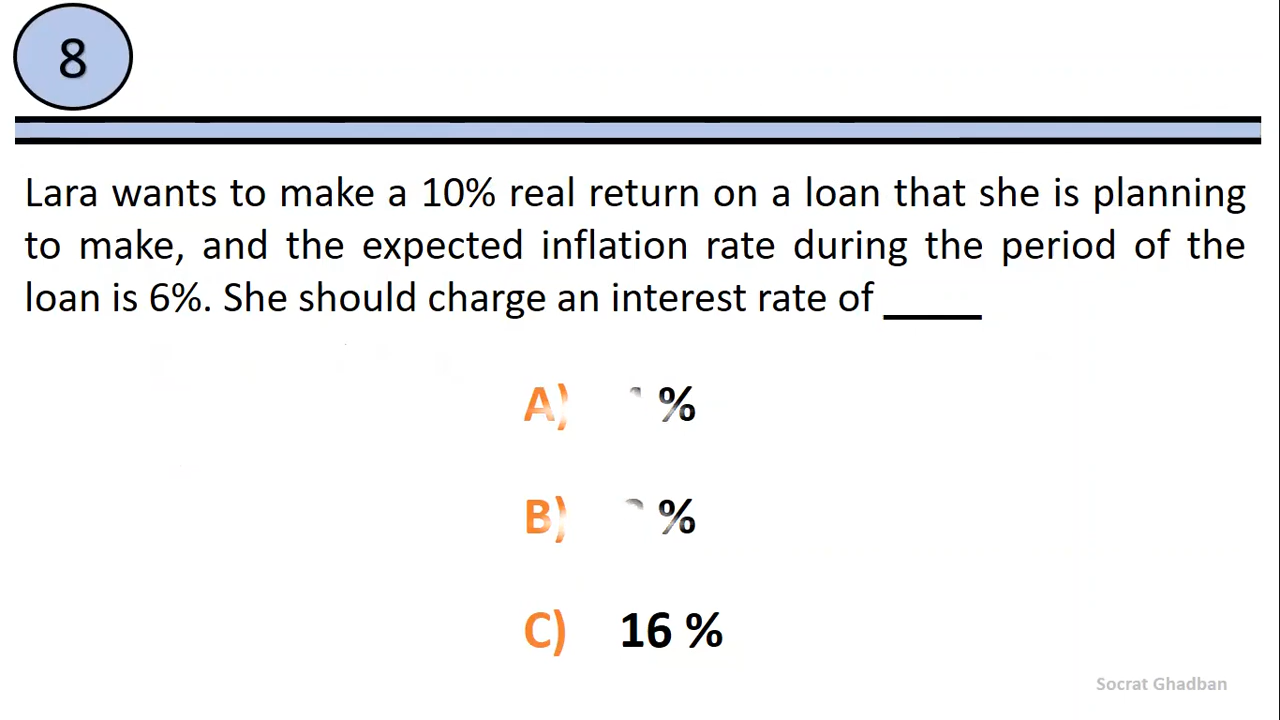 8
Lara wants to make a 10% real return on a loan that she is planning
to make, and the expected inflation rate during the period of the
loan is 6%. She should charge an interest rate of _____
A) %
B) %
C) 16 %
Socrat Ghadban